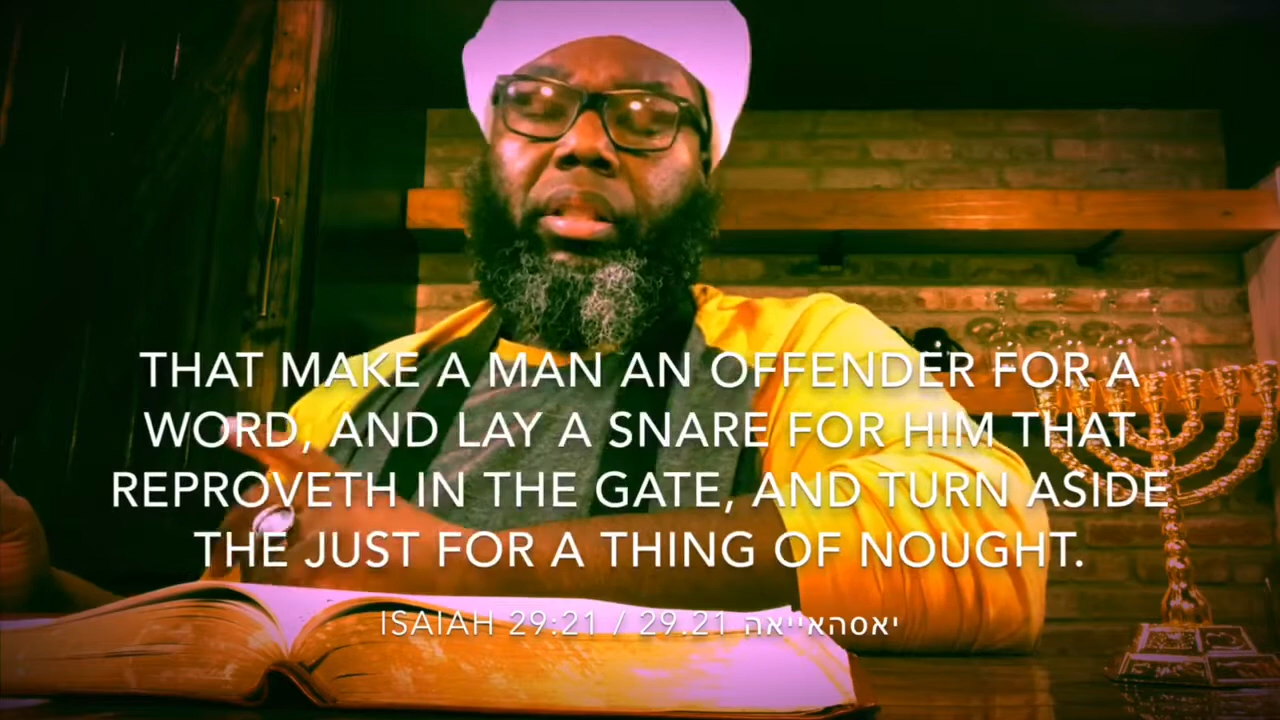 THAT MAKE A MAN AN OFFENDER FOR A
WORD, AND LAY A SNARE FOR HIM THAT
REPROVETH IN THE GATE, AND TURN ASIDE
THE JUST FOR A THING OF NOUGHT.
ISAIAH 29:21 / 29.21 יאסהאייאה